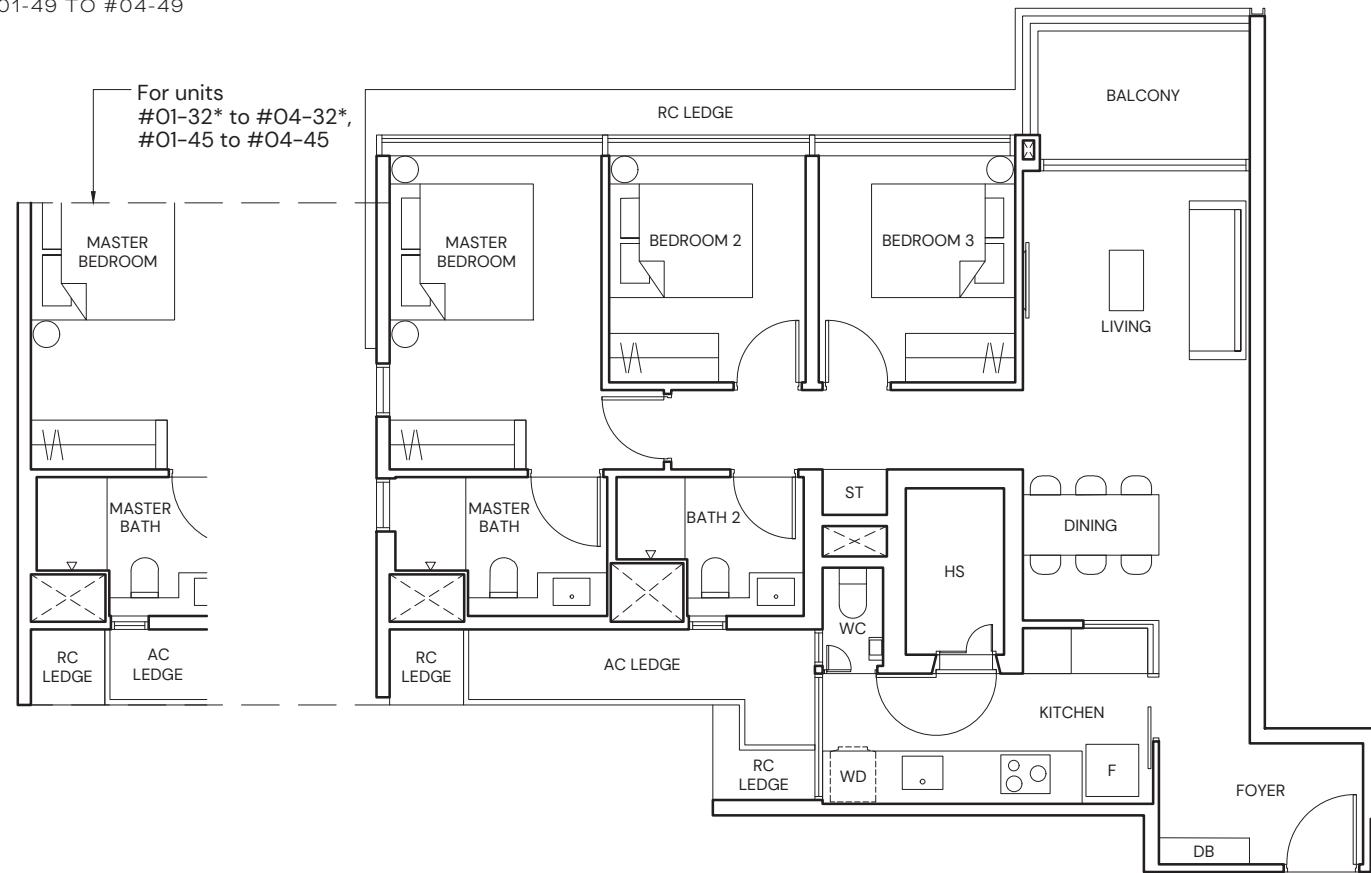 01-49 TO #04-49
For units
#01-32* to #04-32*,
#01-45 to #04-45
RC LEDGE
BALCONY
MASTER
BEDROOM
MASTER
BEDROOM
BEDROOM 2
BEDROOM 3
LIVING
MASTER
BATH
MASTER
BATH
BATH 2
ST
DINING
HS
WC
RC
LEDGE
AC
LEDGE
RC
LEDGE
AC LEDGE
KITCHEN
RC
LEDGE
WD
F
FOYER
DB